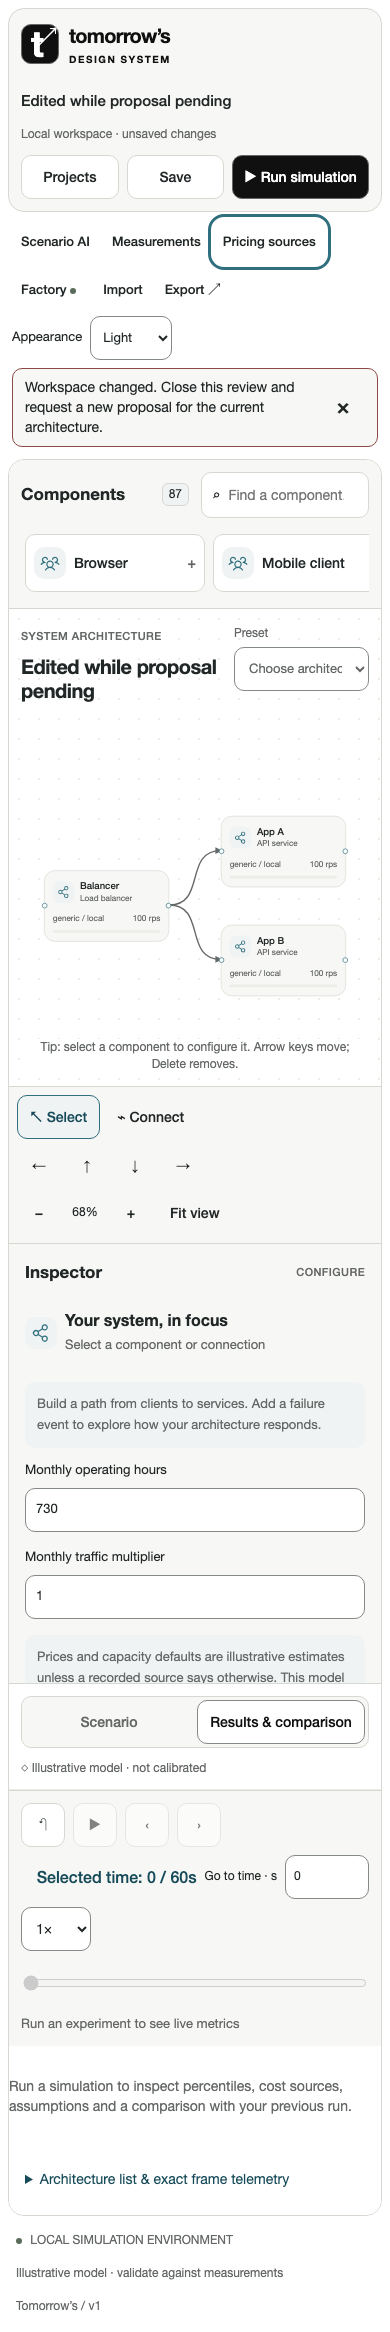 tomorrow's
DESIGN SYSTEM
Edited while proposal pending
Local workspace · unsaved changes
Projects
Save
▶ Run simulation
Scenario AI
Measurements
Pricing sources
Factory
Import
Export ↗
Appearance
Light
Workspace changed. Close this review and
request a new proposal for the current
architecture.
×
Components
87
Find a component
Browser
+
Mobile client
SYSTEM ARCHITECTURE
Preset
Edited while proposal
pending
Choose architec
App A
API service
generic / local
100 rps
Balancer
Load balancer
generic / local
100 rps
App B
API service
generic / local
100 rps
Tip: select a component to configure it. Arrow keys move;
Delete removes.
↖ Select
⌁ Connect
← ↑ ↓ →
−
68%
+
Fit view
Inspector
CONFIGURE
Your system, in focus
Select a component or connection
Build a path from clients to services. Add a failure
event to explore how your architecture responds.
Monthly operating hours
730
Monthly traffic multiplier
1
Prices and capacity defaults are illustrative estimates
unless a recorded source says otherwise. This model
Scenario
Results & comparison
◇ Illustrative model · not calibrated
▶
‹
›
Selected time: 0 / 60s
Go to time · s
0
1×
Run an experiment to see live metrics
Run a simulation to inspect percentiles, cost sources,
assumptions and a comparison with your previous run.
▶ Architecture list & exact frame telemetry
LOCAL SIMULATION ENVIRONMENT
Illustrative model · validate against measurements
Tomorrow's / v1